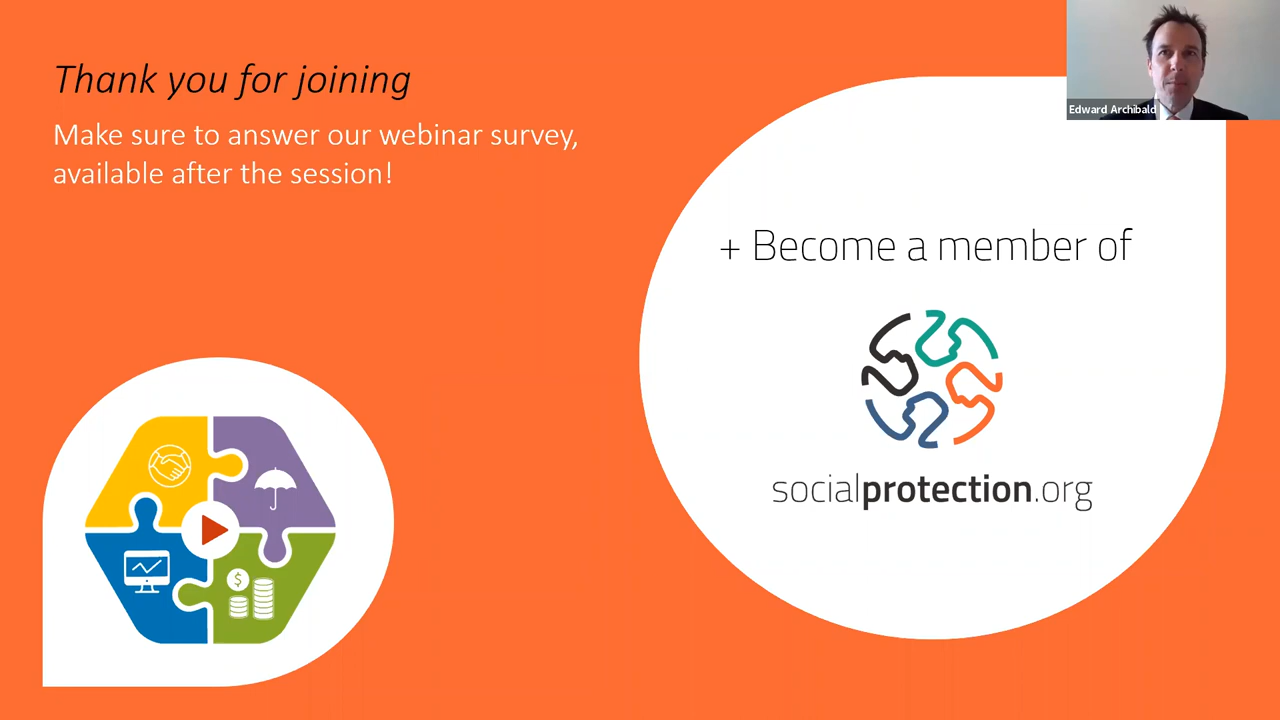 Thank you for joining
Make sure to answer our webinar survey,
available after the session!
Edward Archibald
+ Become a member of
socialprotection.org
$